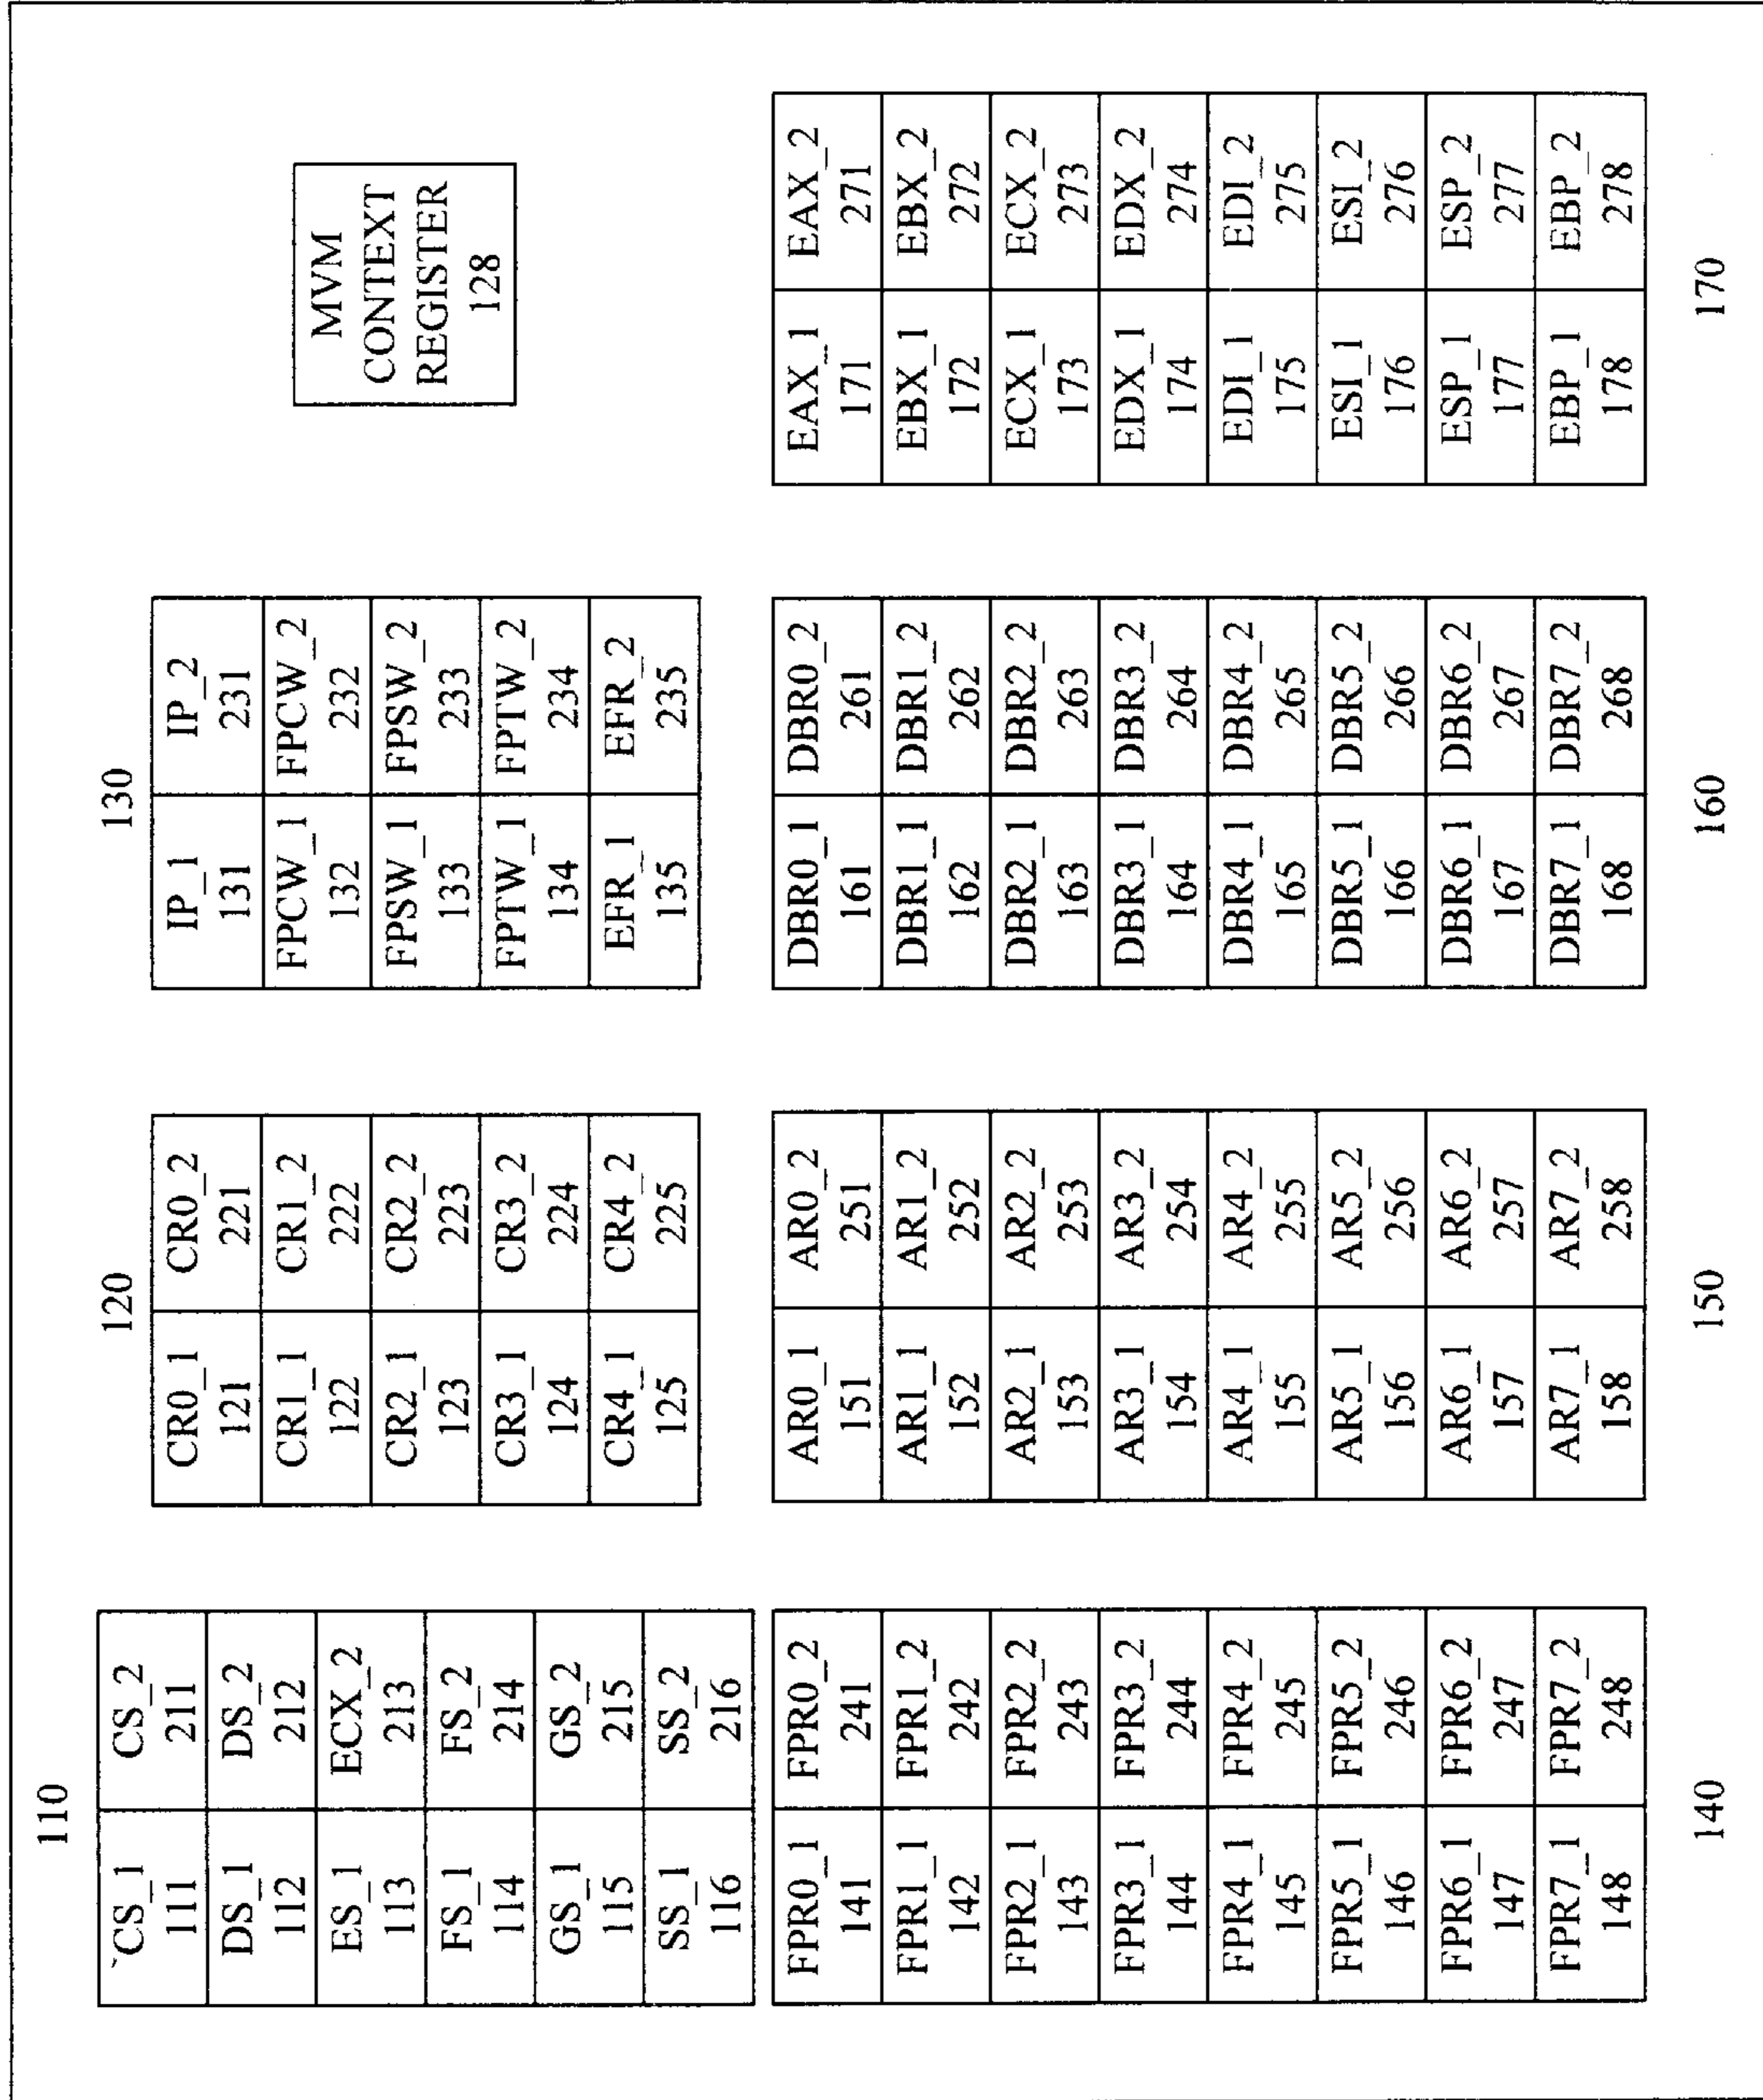 110
CS_1 CS_2
111 211
DS_1 DS_2
112 212
ES_1 ECX_2
113 213
FS_1 FS_2
114 214
GS_1 GS_2
115 215
SS_1 SS_2
116 216
120
CR0_1 CR0_2
121 221
CR1_1 CR1_2
122 222
CR2_1 CR2_2
123 223
CR3_1 CR3_2
124 224
CR4_1 CR4_2
125 225
130
IP_1 IP_2
131 231
FPCW_1 FPCW_2
132 232
FPSW_1 FPSW_2
133 233
FPTW_1 FPTW_2
134 234
EFR_1 EFR_2
135 235
MVM
CONTEXT
REGISTER
128
FPR0_1 FPR0_2
141 241
FPR1_1 FPR1_2
142 242
FPR2_1 FPR2_2
143 243
FPR3_1 FPR3_2
144 244
FPR4_1 FPR4_2
145 245
FPR5_1 FPR5_2
146 246
FPR6_1 FPR6_2
147 247
FPR7_1 FPR7_2
148 248
140
AR0_1 AR0_2
151 251
AR1_1 AR1_2
152 252
AR2_1 AR2_2
153 253
AR3_1 AR3_2
154 254
AR4_1 AR4_2
155 255
AR5_1 AR5_2
156 256
AR6_1 AR6_2
157 257
AR7_1 AR7_2
158 258
150
DBR0_1 DBR0_2
161 261
DBR1_1 DBR1_2
162 262
DBR2_1 DBR2_2
163 263
DBR3_1 DBR3_2
164 264
DBR4_1 DBR4_2
165 265
DBR5_1 DBR5_2
166 266
DBR6_1 DBR6_2
167 267
DBR7_1 DBR7_2
168 268
160
EAX_1 EAX_2
171 271
EBX_1 EBX_2
172 272
ECX_1 ECX_2
173 273
EDX_1 EDX_2
174 274
EDI_1 EDI_2
175 275
ESI_1 ESI_2
176 276
ESP_1 ESP_2
177 277
EBP_1 EBP_2
178 278
170